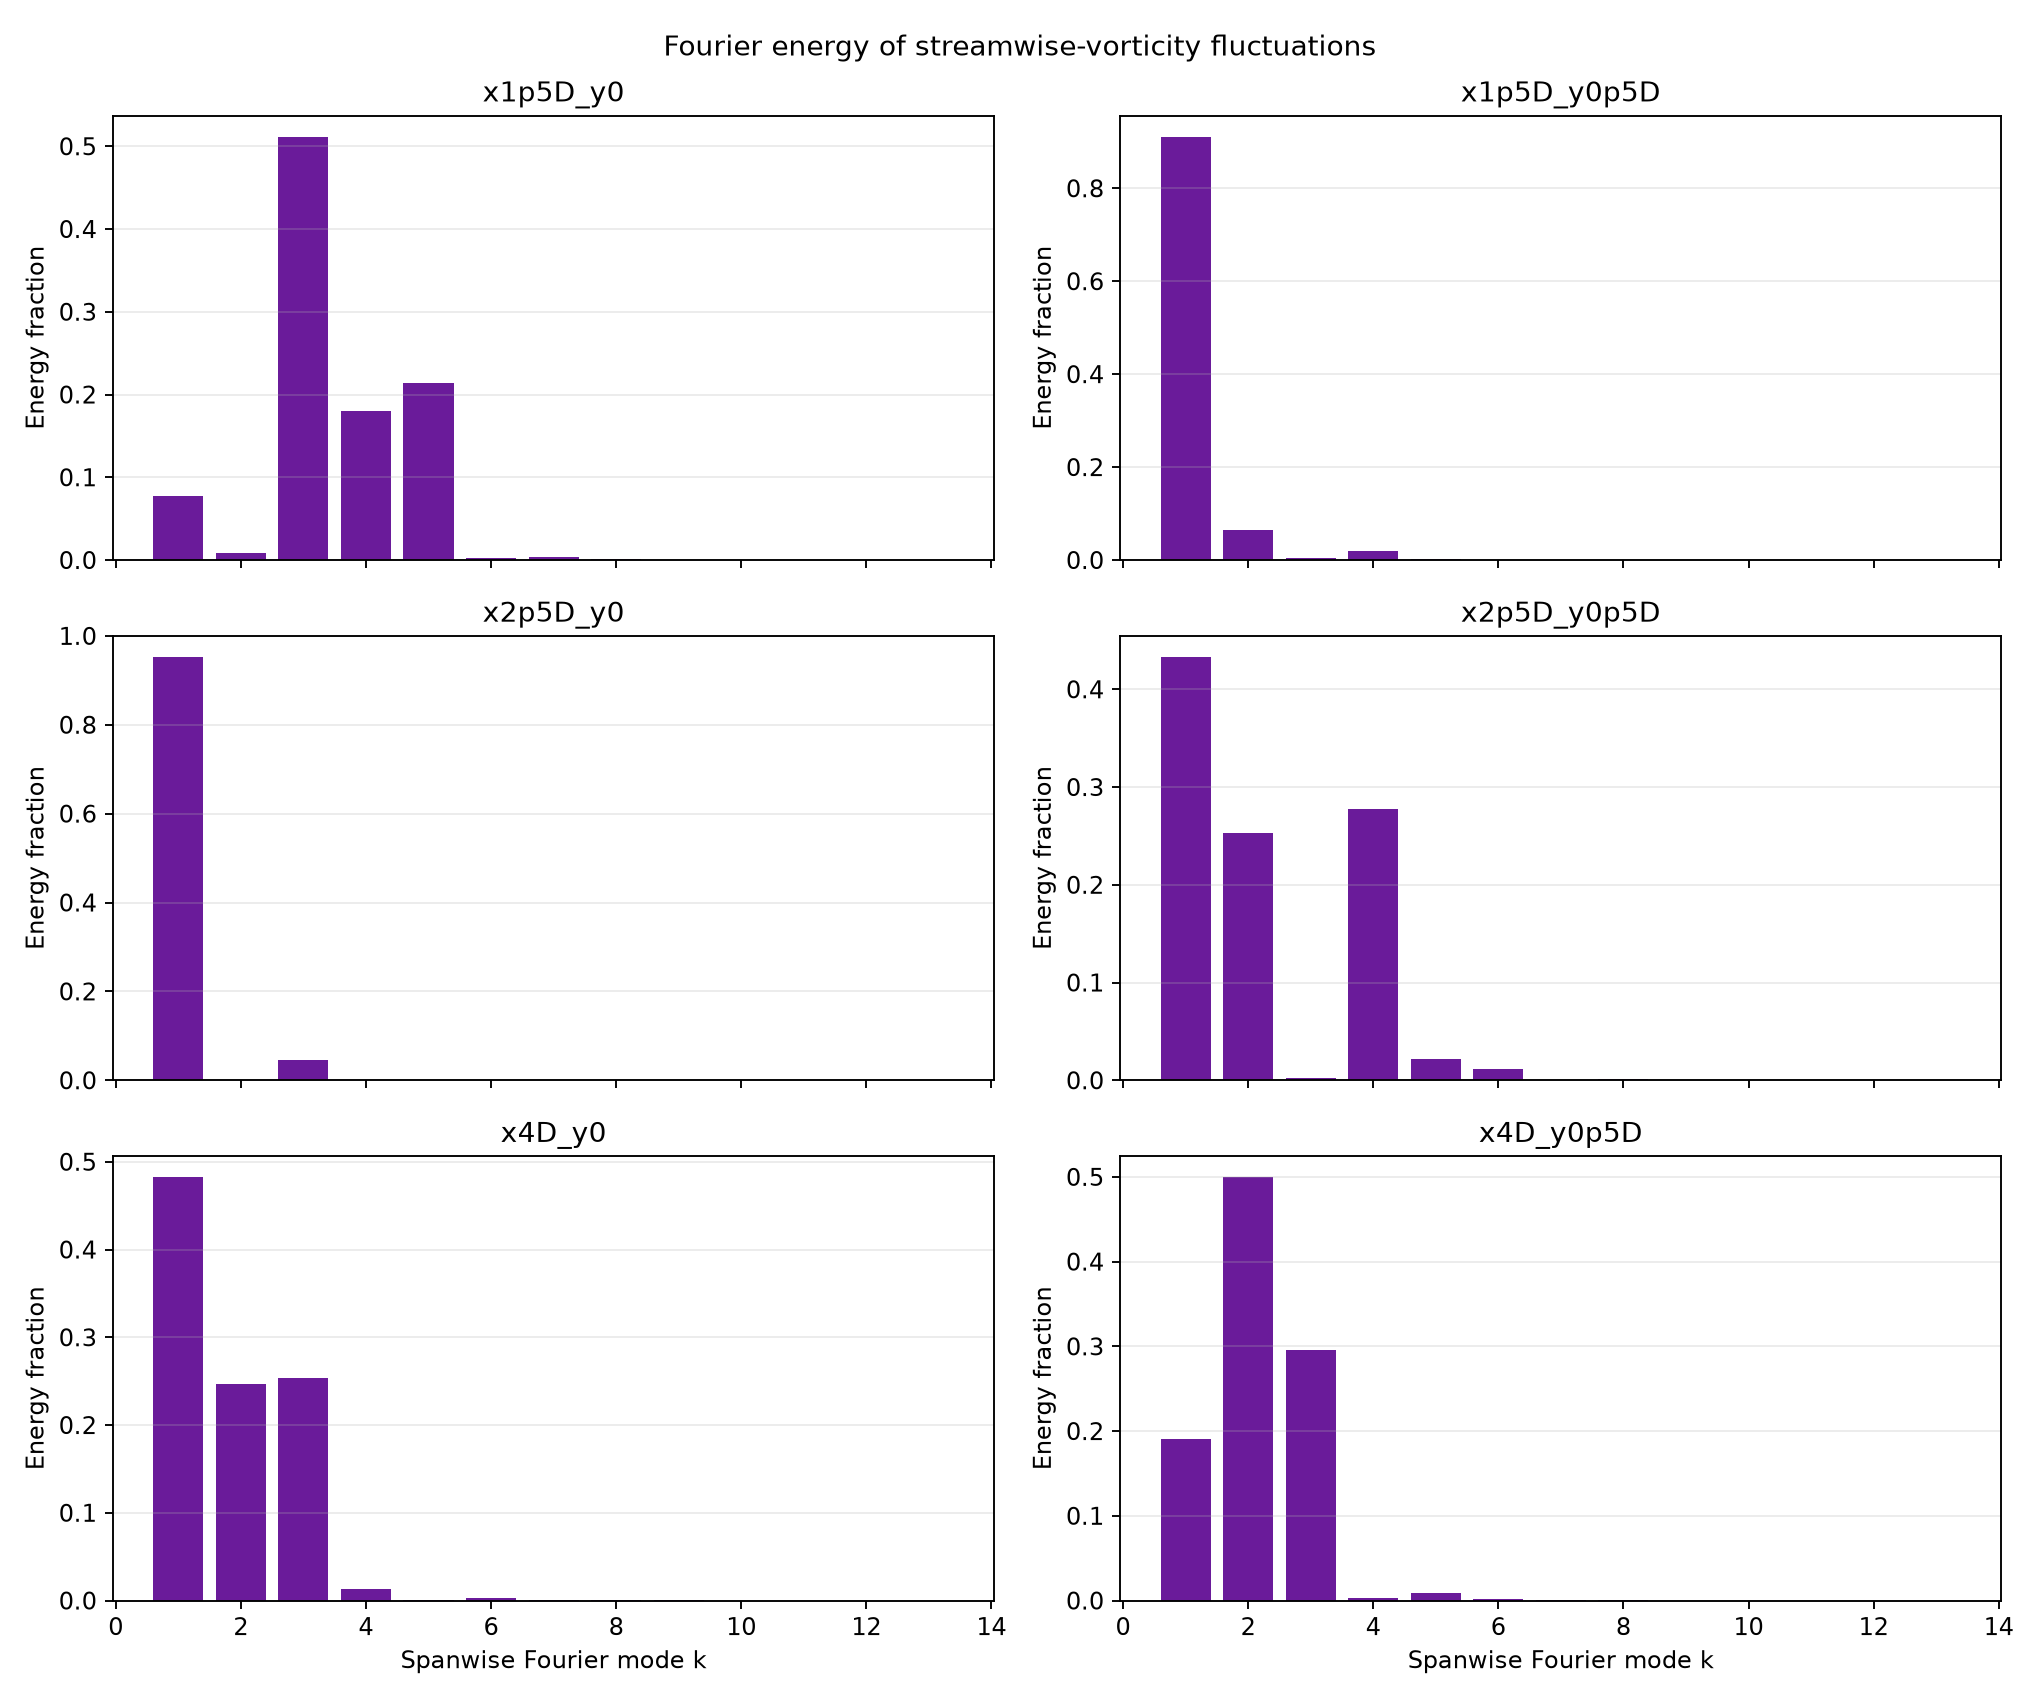 Fourier energy of streamwise-vorticity fluctuations
x1p5D_y0
Energy fraction
0.5
0.4
0.3
0.2
0.1
0.0
x1p5D_y0p5D
Energy fraction
0.8
0.6
0.4
0.2
0.0
x2p5D_y0
Energy fraction
1.0
0.8
0.6
0.4
0.2
0.0
x2p5D_y0p5D
Energy fraction
0.4
0.3
0.2
0.1
0.0
x4D_y0
Energy fraction
0.5
0.4
0.3
0.2
0.1
0.0
0 2 4 6 8 10 12 14
Spanwise Fourier mode k
x4D_y0p5D
Energy fraction
0.5
0.4
0.3
0.2
0.1
0.0
0 2 4 6 8 10 12 14
Spanwise Fourier mode k